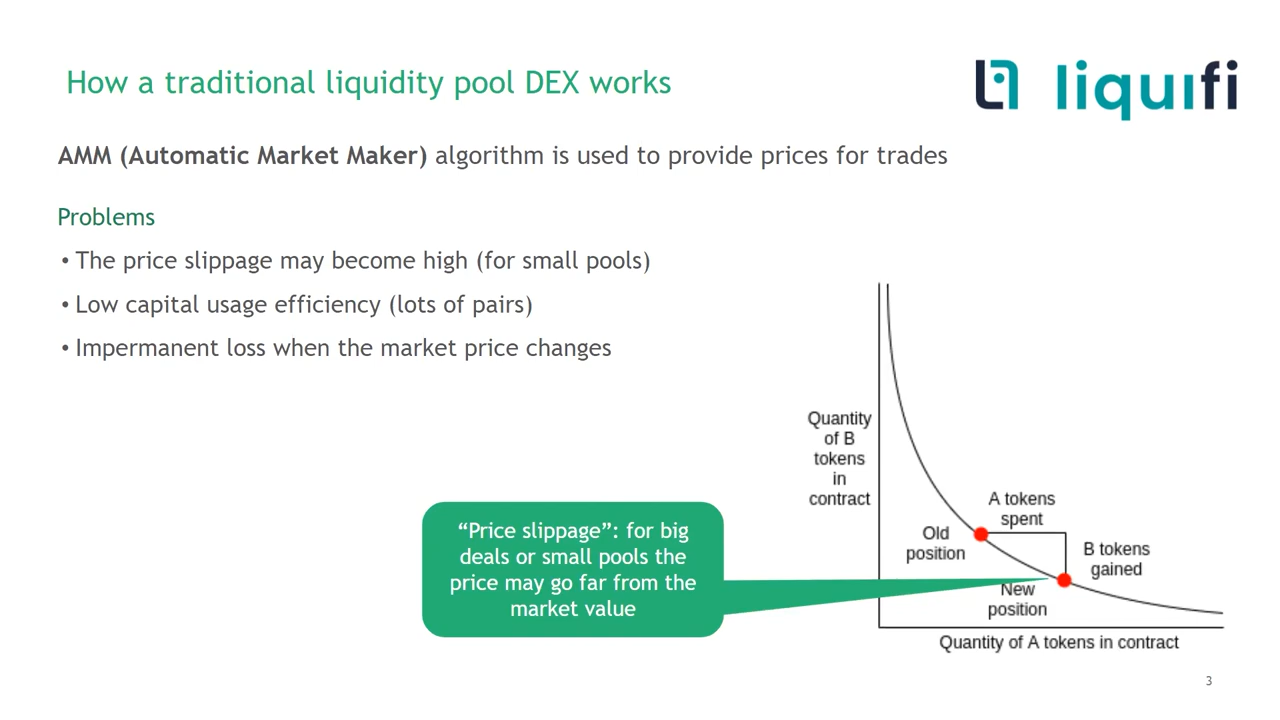 How a traditional liquidity pool DEX works
liquifi
AMM (Automatic Market Maker) algorithm is used to provide prices for trades
Problems
• The price slippage may become high (for small pools)
• Low capital usage efficiency (lots of pairs)
• Impermanent loss when the market price changes
Quantity
of B
tokens
in
contract
A tokens
spent
Old
position
B tokens
gained
New
position
Quantity of A tokens in contract
“Price slippage”: for big
deals or small pools the
price may go far from the
market value
3